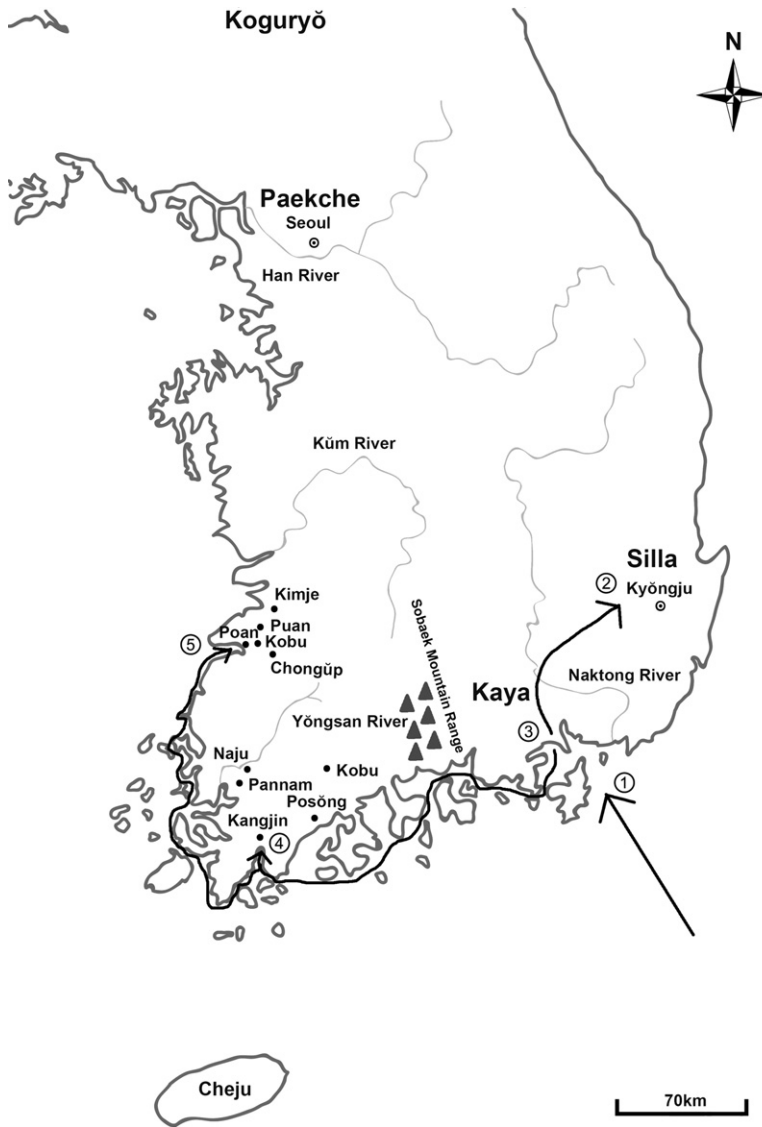 Koguryŏ
N
Paekche
Seoul
Han River
Kŭm River
Silla
②
Kyŏngju
Kimje
Puan
Poan
Kobu
⑤
Chongŭp
Sobaek Mountain Range
Kaya
Naktong River
Yŏngsan River
③
Naju
Kobu
Pannam
①
Posŏng
Kangjin
④
Cheju
70km